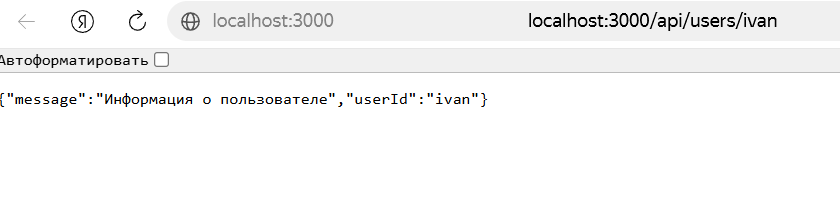 Я localhost:3000 localhost:3000/api/users/ivan
Автоформатировать
{"message":"Информация о пользователе","userId":"ivan"}